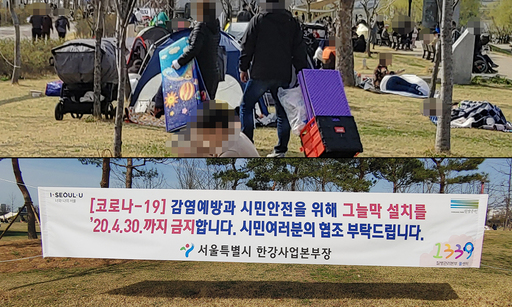 I·SEOUL·U
[코로나-19] 감염예방과 시민안전을 위해 그늘막 설치를
'20.4.30.까지 금지합니다. 시민여러분의 협조 부탁드립니다.
서울특별시 한강사업본부장
1339